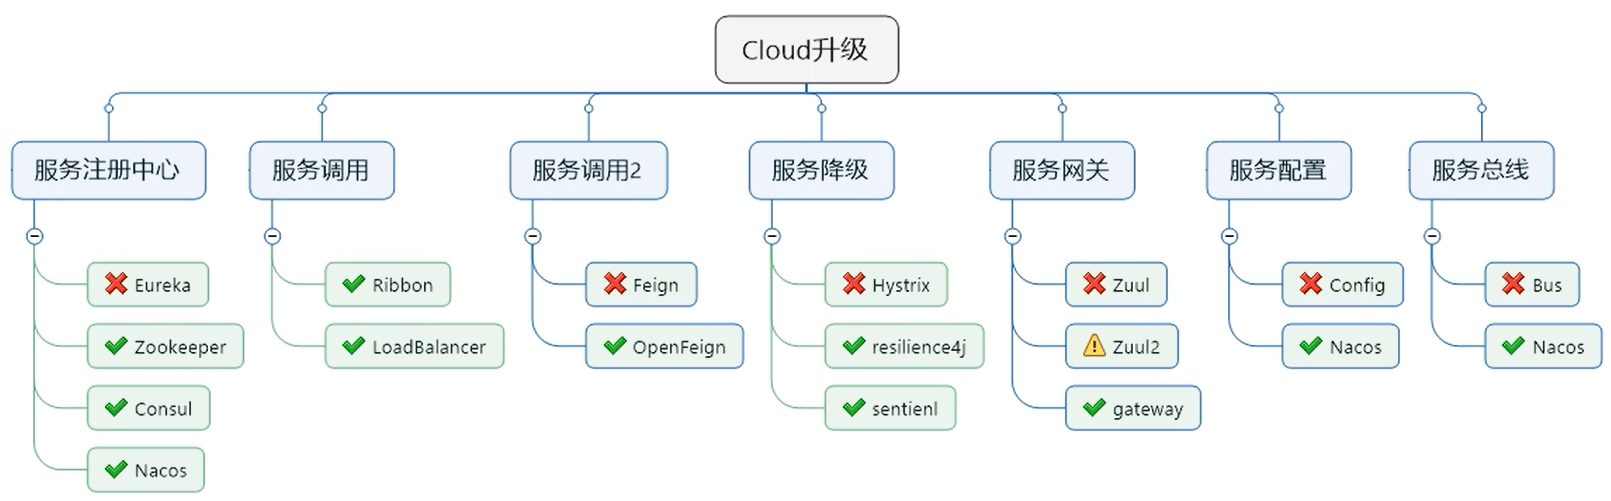 Cloud升级
服务注册中心
Eureka
Zookeeper
Consul
Nacos
服务调用
Ribbon
LoadBalancer
服务调用2
Feign
OpenFeign
服务降级
Hystrix
resilience4j
sentienl
服务网关
Zuul
Zuul2
gateway
服务配置
Config
Nacos
服务总线
Bus
Nacos